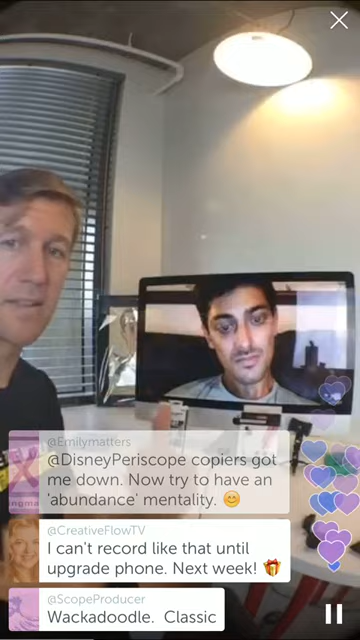 @Emilymatters
@DisneyPeriscope copiers got
me down. Now try to have an
'abundance' mentality. 😊
@CreativeFlowTV
I can't record like that until
upgrade phone. Next week! 🎁
@ScopeProducer
Wackadoodle. Classic